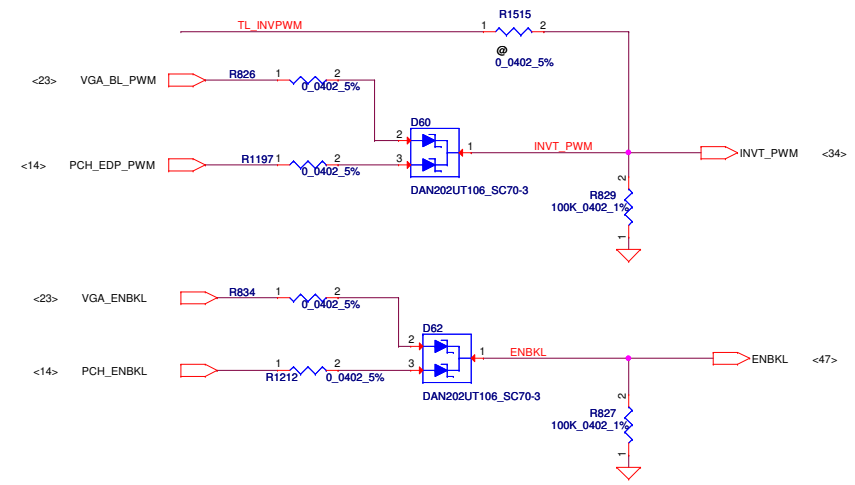 R1515
TL_INVPWM 1 2
@
0_0402_5%
<23> VGA_BL_PWM R826 1 2
0_0402_5%
D60
2
1 INVT_PWM INVT_PWM <34>
<14> PCH_EDP_PWM R1197 1 2 3
0_0402_5%
DAN202UT106_SC70-3
2
R829
100K_0402_1%
1
<23> VGA_ENBKL R834 1 2
0_0402_5%
D62
2
1 ENBKL ENBKL <47>
<14> PCH_ENBKL 1 2 3
R1212 0_0402_5%
DAN202UT106_SC70-3
2
R827
100K_0402_1%
1